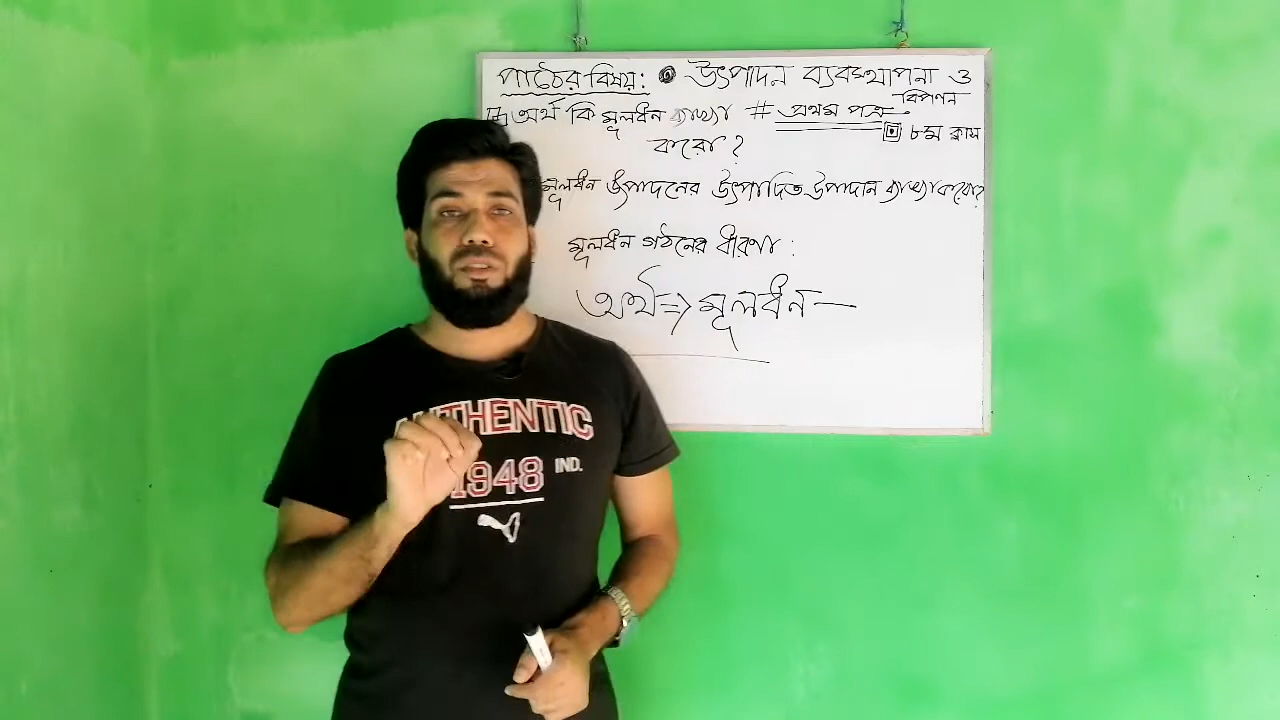 পাঠের বিষয়: উৎপাদন ব্যবস্থাপনা ও বিপণন
অর্থ কি মূলধন ব্যাখ্যা # প্রথম পত্র
করো? ৮ম ক্লাস
মূলধন উৎপাদনের উৎপাদিত উপাদান ব্যাখ্যা করো?
মূলধন গঠনের ধারণা:
অর্থ => মূলধন —
AUTHENTIC
1948 IND.